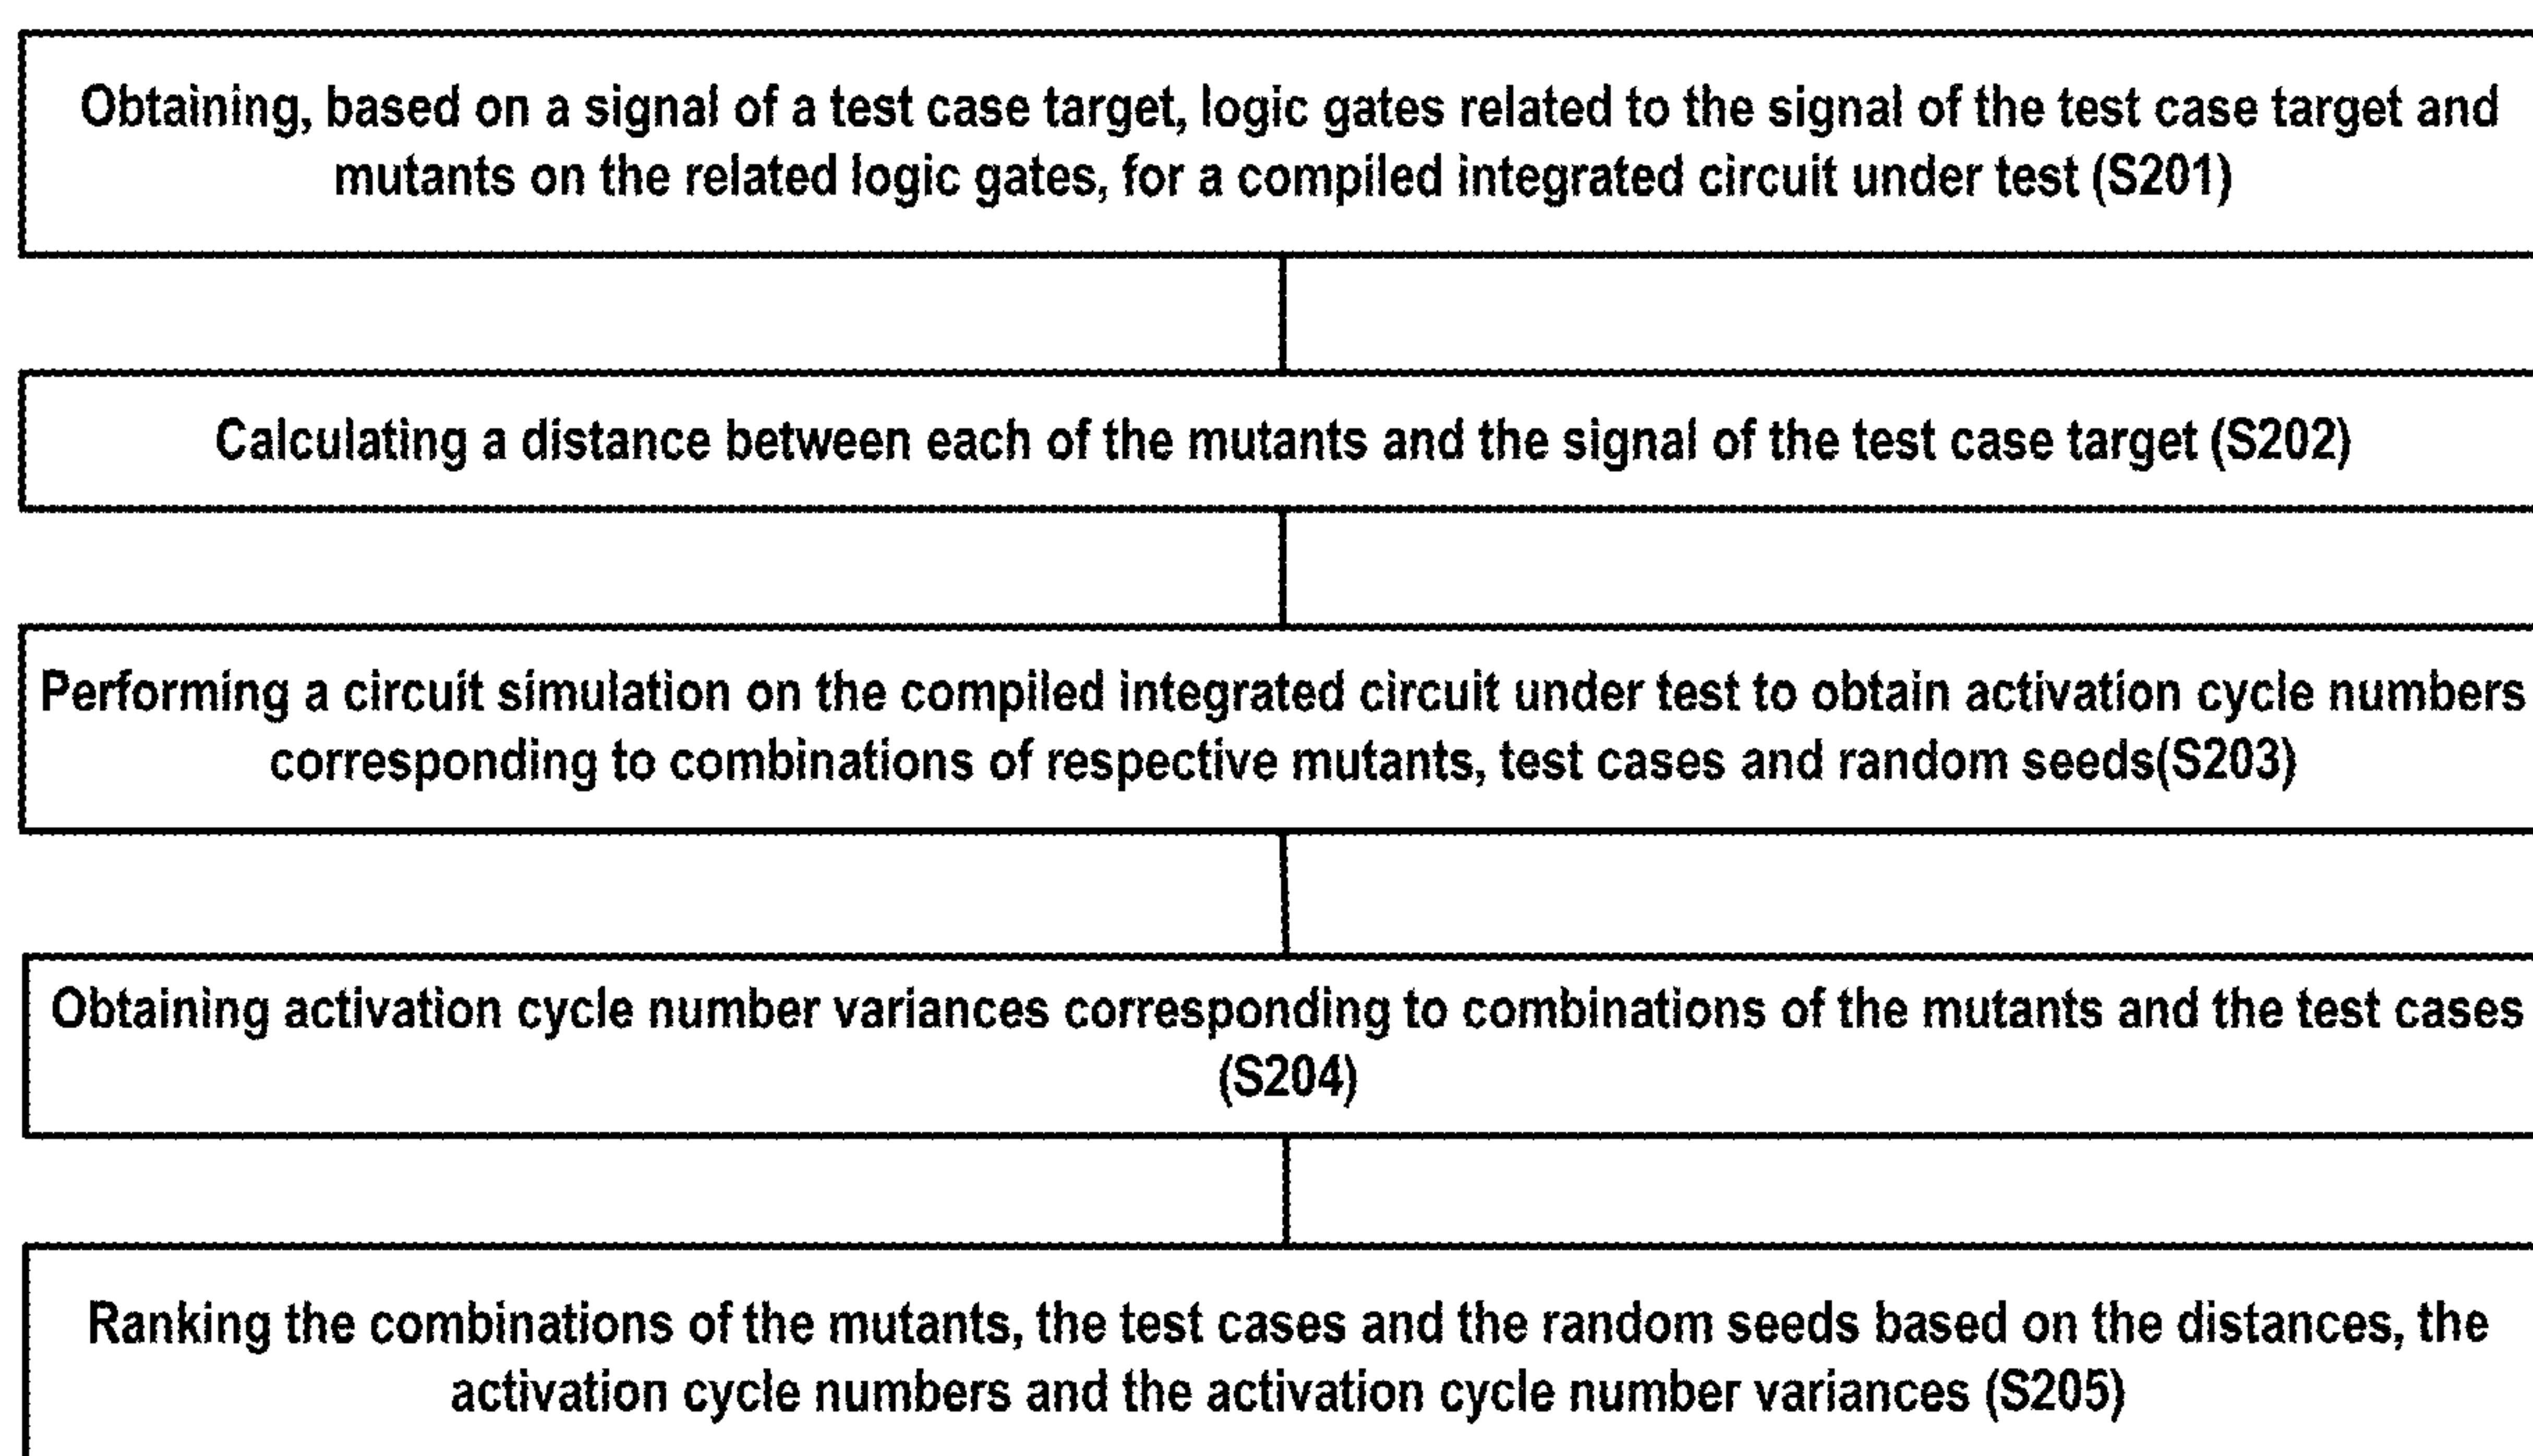 Obtaining, based on a signal of a test case target, logic gates related to the signal of the test case target and
mutants on the related logic gates, for a compiled integrated circuit under test (S201)
Calculating a distance between each of the mutants and the signal of the test case target (S202)
Performing a circuit simulation on the compiled integrated circuit under test to obtain activation cycle numbers
corresponding to combinations of respective mutants, test cases and random seeds(S203)
Obtaining activation cycle number variances corresponding to combinations of the mutants and the test cases
(S204)
Ranking the combinations of the mutants, the test cases and the random seeds based on the distances, the
activation cycle numbers and the activation cycle number variances (S205)